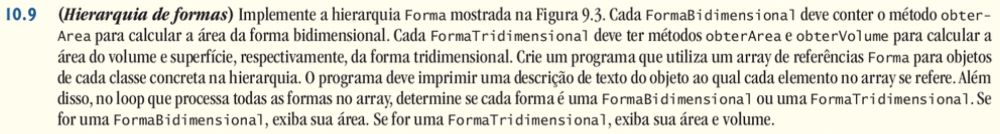 10.9 (Hierarquia de formas) Implemente a hierarquia Forma mostrada na Figura 9.3. Cada FormaBidimensional deve conter o método obter-
Area para calcular a área da forma bidimensional. Cada FormaTridimensional deve ter métodos obterArea e obterVolume para calcular a
área do volume e superfície, respectivamente, da forma tridimensional. Crie um programa que utiliza um array de referências Forma para objetos
de cada classe concreta na hierarquia. O programa deve imprimir uma descrição de texto do objeto ao qual cada elemento no array se refere. Além
disso, no loop que processa todas as formas no array, determine se cada forma é uma FormaBidimensional ou uma FormaTridimensional. Se
for uma FormaBidimensional, exiba sua área. Se for uma FormaTridimensional, exiba sua área e volume.